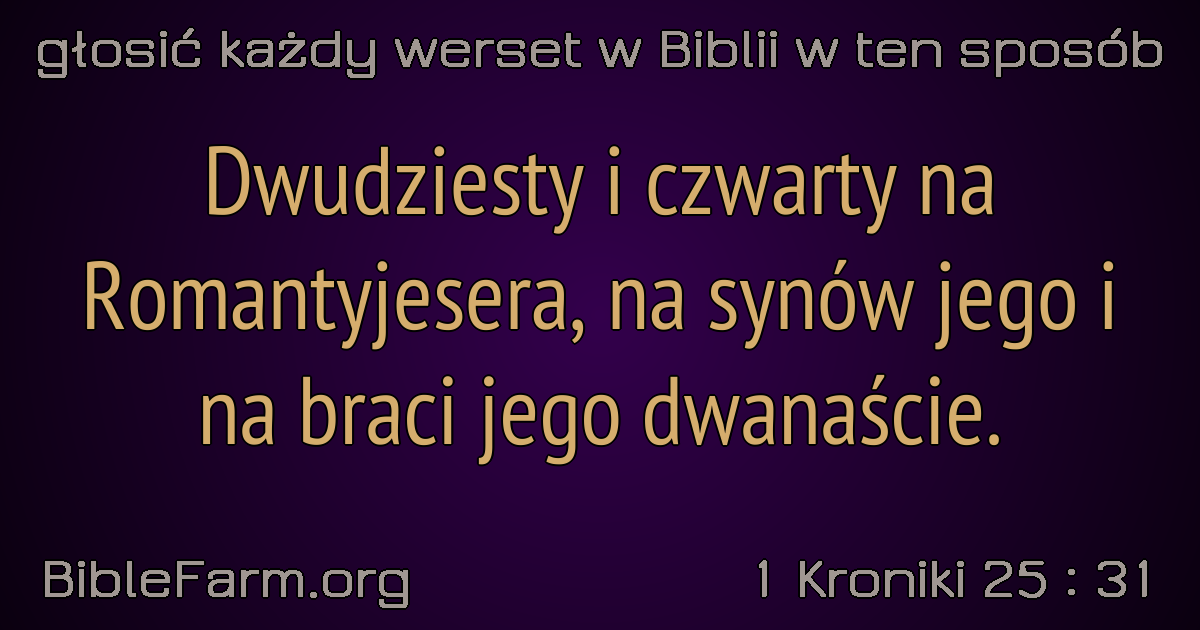 głosić każdy werset w Biblii w ten sposób
Dwudziesty i czwarty na
Romantyjesera, na synów jego i
na braci jego dwanaście.
BibleFarm.org
1 Kroniki 25 : 31